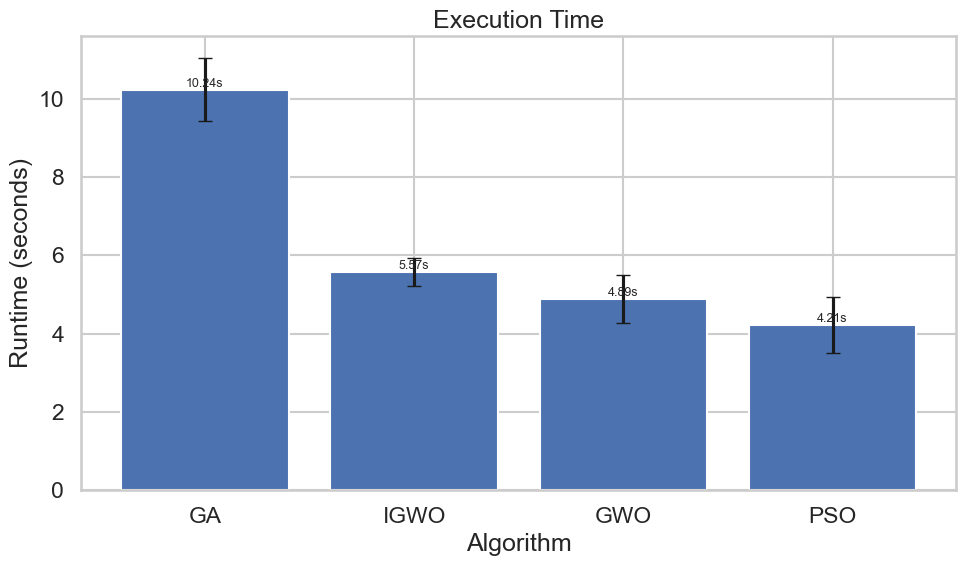 Execution Time
Runtime (seconds)
10
8
6
4
2
0
10.24s
5.57s
4.89s
4.21s
GA
IGWO
GWO
PSO
Algorithm